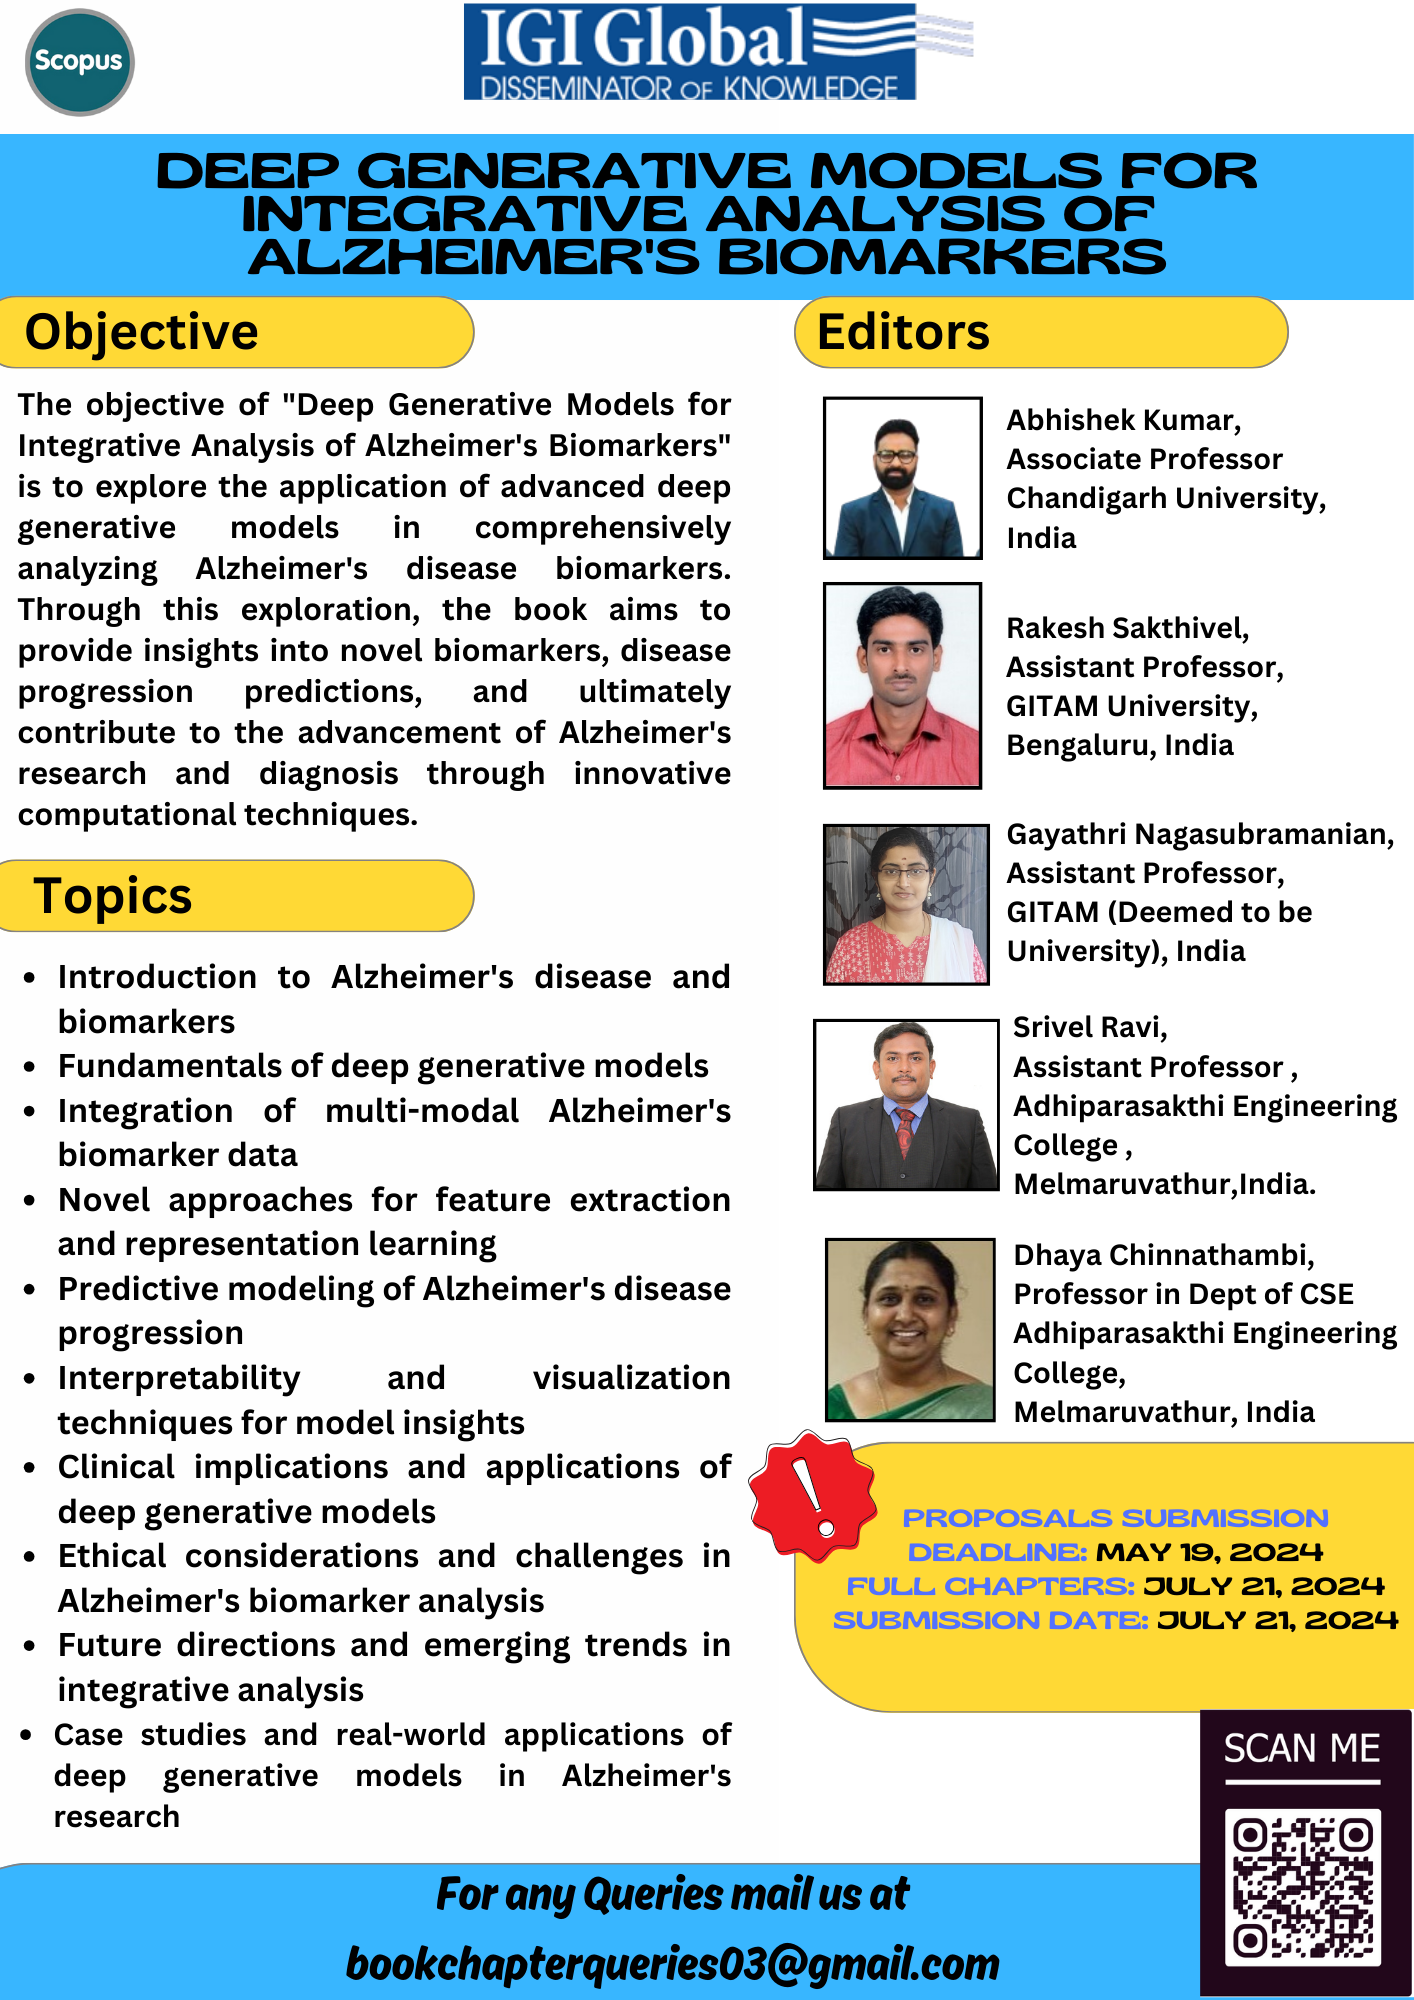 Scopus
IGI Global
DISSEMINATOR OF KNOWLEDGE
DEEP GENERATIVE MODELS FOR
INTEGRATIVE ANALYSIS OF
ALZHEIMER'S BIOMARKERS
Objective
The objective of "Deep Generative Models for
Integrative Analysis of Alzheimer's Biomarkers"
is to explore the application of advanced deep
generative models in comprehensively
analyzing Alzheimer's disease biomarkers.
Through this exploration, the book aims to
provide insights into novel biomarkers, disease
progression predictions, and ultimately
contribute to the advancement of Alzheimer's
research and diagnosis through innovative
computational techniques.
Topics
• Introduction to Alzheimer's disease and
biomarkers
• Fundamentals of deep generative models
• Integration of multi-modal Alzheimer's
biomarker data
• Novel approaches for feature extraction
and representation learning
• Predictive modeling of Alzheimer's disease
progression
• Interpretability and visualization
techniques for model insights
• Clinical implications and applications of
deep generative models
• Ethical considerations and challenges in
Alzheimer's biomarker analysis
• Future directions and emerging trends in
integrative analysis
• Case studies and real-world applications of
deep generative models in Alzheimer's
research
Editors
Abhishek Kumar,
Associate Professor
Chandigarh University,
India
Rakesh Sakthivel,
Assistant Professor,
GITAM University,
Bengaluru, India
Gayathri Nagasubramanian,
Assistant Professor,
GITAM (Deemed to be
University), India
Srivel Ravi,
Assistant Professor ,
Adhiparasakthi Engineering
College ,
Melmaruvathur,India.
Dhaya Chinnathambi,
Professor in Dept of CSE
Adhiparasakthi Engineering
College,
Melmaruvathur, India
PROPOSALS SUBMISSION
DEADLINE: MAY 19, 2024
FULL CHAPTERS: JULY 21, 2024
SUBMISSION DATE: JULY 21, 2024
SCAN ME
For any Queries mail us at
bookchapterqueries03@gmail.com